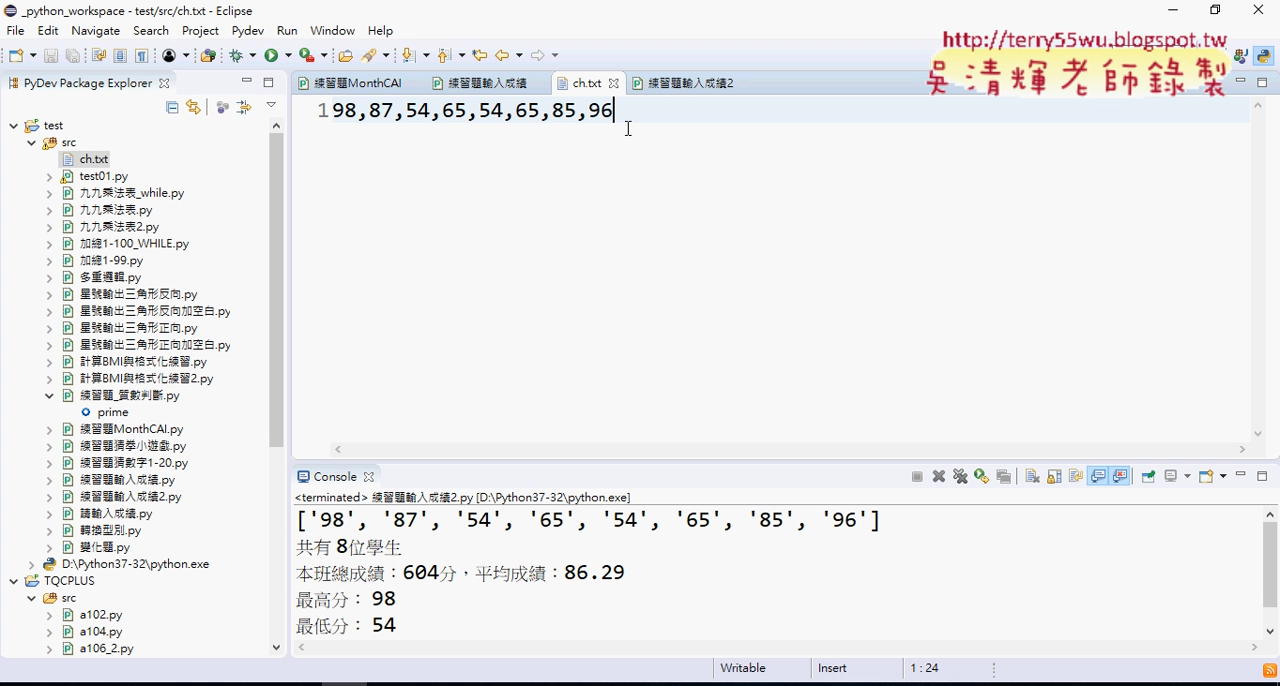 _python_workspace - test/src/ch.txt - Eclipse
File Edit Navigate Search Project Pydev Run Window Help
http://terry55wu.blogspot.tw
吳清輝老師錄製
PyDev Package Explorer
練習題MonthCAI
練習題輸入成績
ch.txt
練習題輸入成績2
1 98,87,54,65,54,65,85,96
test
src
ch.txt
test01.py
九九乘法表_while.py
九九乘法表.py
九九乘法表2.py
加總1-100_WHILE.py
加總1-99.py
多重邏輯.py
星號輸出三角形反向.py
星號輸出三角形反向加空白.py
星號輸出三角形正向.py
星號輸出三角形正向加空白.py
計算BMI與格式化練習.py
計算BMI與格式化練習2.py
練習題_質數判斷.py
prime
練習題MonthCAI.py
練習題猜拳小遊戲.py
練習題猜數字1-20.py
練習題輸入成績.py
練習題輸入成績2.py
請輸入成績.py
轉換型別.py
變化題.py
D:\Python37-32\python.exe
TQCPLUS
src
a102.py
a104.py
a106_2.py
Console
<terminated> 練習題輸入成績2.py [D:\Python37-32\python.exe]
['98', '87', '54', '65', '54', '65', '85', '96']
共有 8位學生
本班總成績：604分，平均成績：86.29
最高分： 98
最低分： 54
Writable
Insert
1 : 24